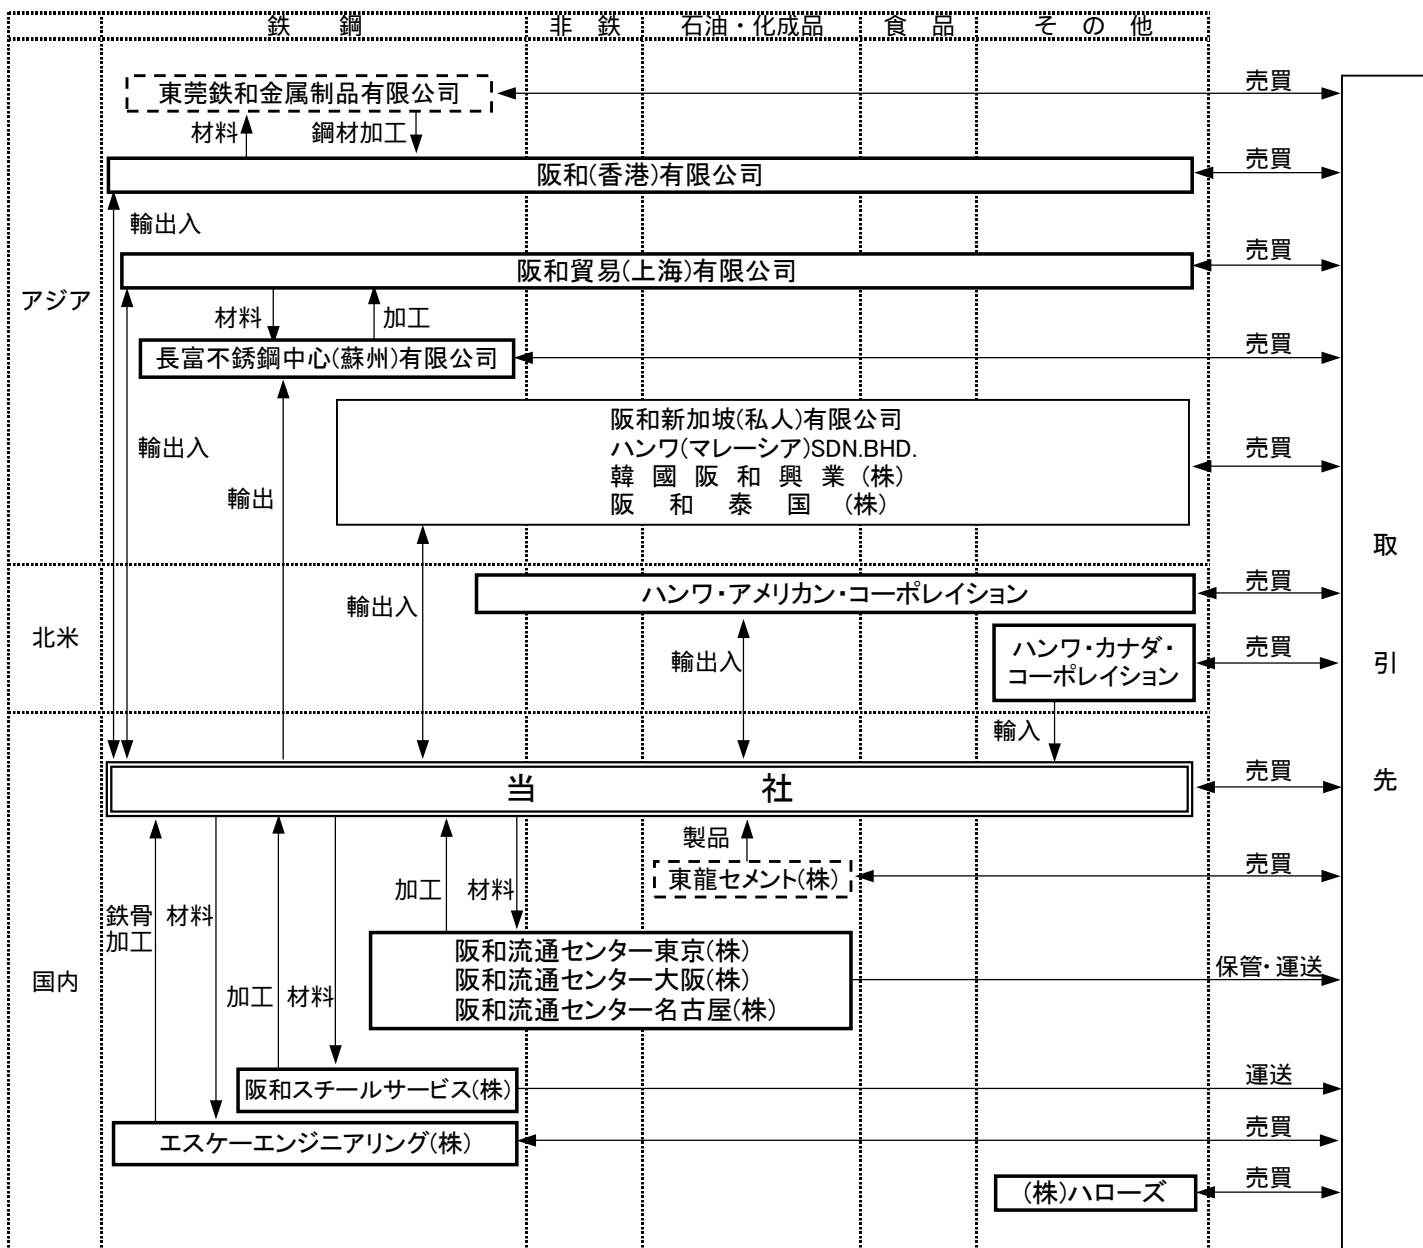 鉄　鋼
非　鉄
石油・化成品
食　品
そ　の　他
東莞鉄和金属制品有限公司
売買
材料
鋼材加工
阪和(香港)有限公司
売買
輸出入
阪和貿易(上海)有限公司
売買
アジア
材料
加工
長富不銹鋼中心(蘇州)有限公司
売買
阪和新加坡(私人)有限公司
ハンワ(マレーシア)SDN.BHD.
韓　國　阪　和　興　業　(株)
阪　和　泰　国　(株)
売買
輸出入
輸出
取
引
先
ハンワ・アメリカン・コーポレイション
売買
輸出入
北米
輸出入
ハンワ・カナダ・
コーポレイション
売買
輸入
当　　社
売買
製品
東龍セメント(株)
売買
加工
材料
鉄骨
加工
材料
阪和流通センター東京(株)
阪和流通センター大阪(株)
阪和流通センター名古屋(株)
保管・運送
国内
加工
材料
阪和スチールサービス(株)
運送
エスケーエンジニアリング(株)
売買
(株)ハローズ
売買